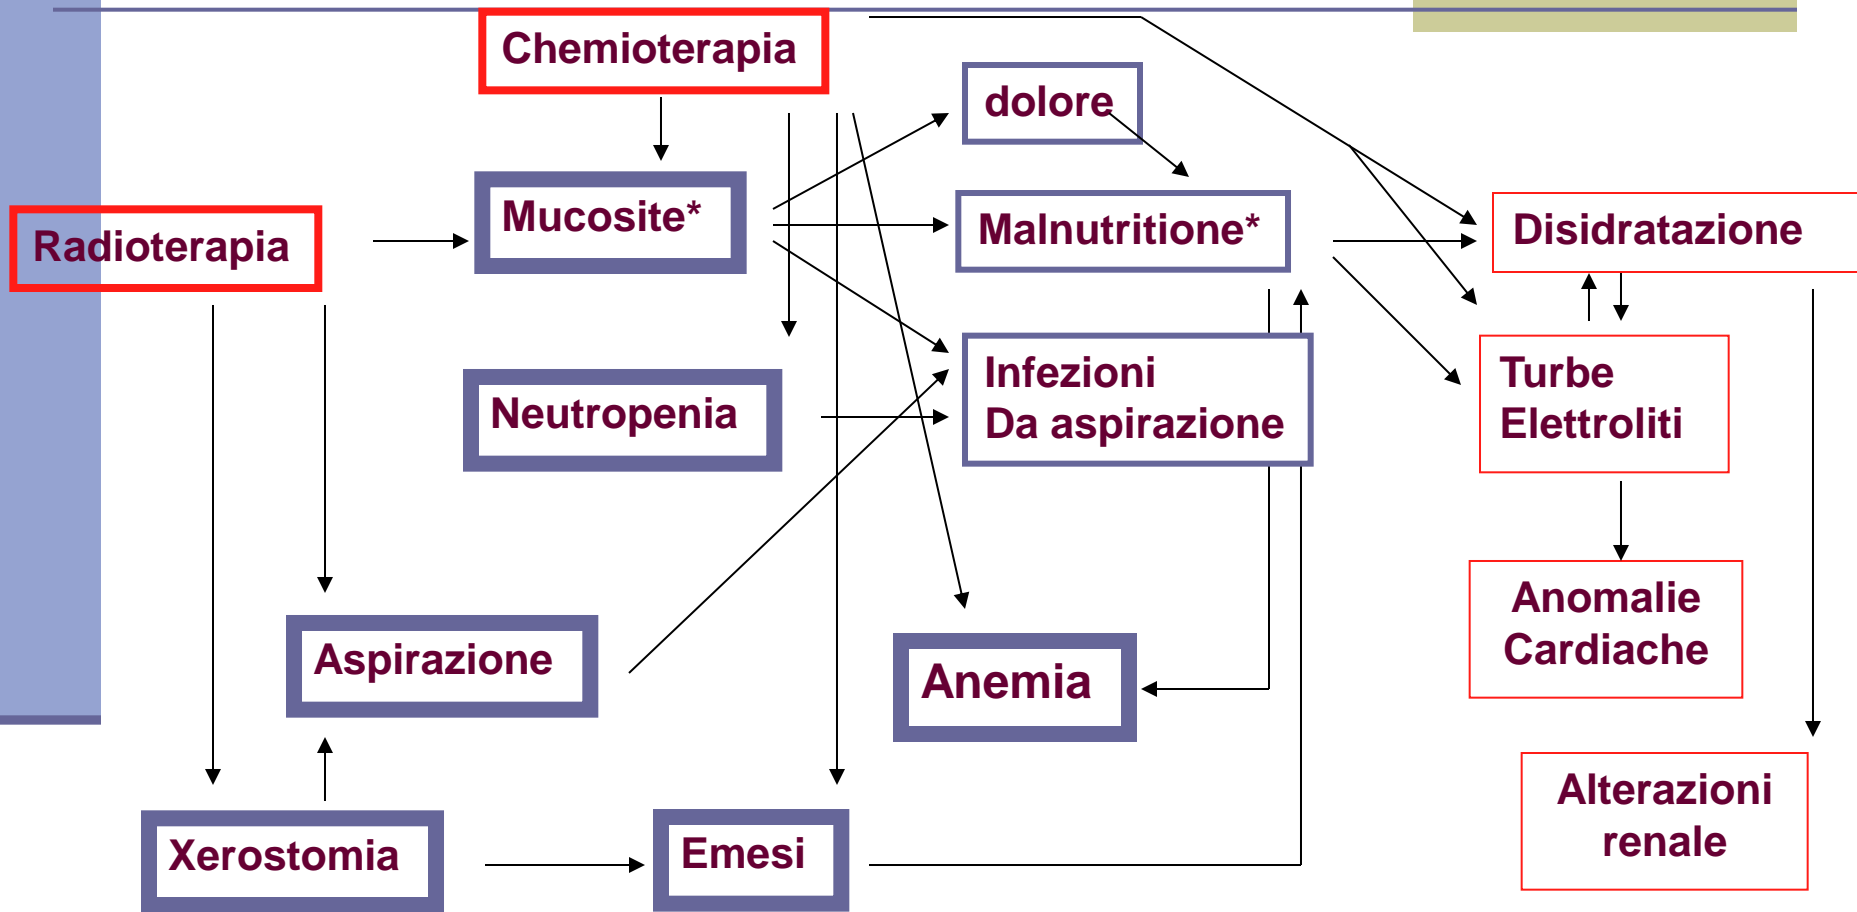 Chemioterapia
dolore
Mucosite*
Malnutritione*
Disidratazione
Radioterapia
Infezioni
Da aspirazione
Turbe
Elettroliti
Neutropenia
Anomalie
Cardiache
Aspirazione
Anemia
Alterazioni
renale
Xerostomia
Emesi